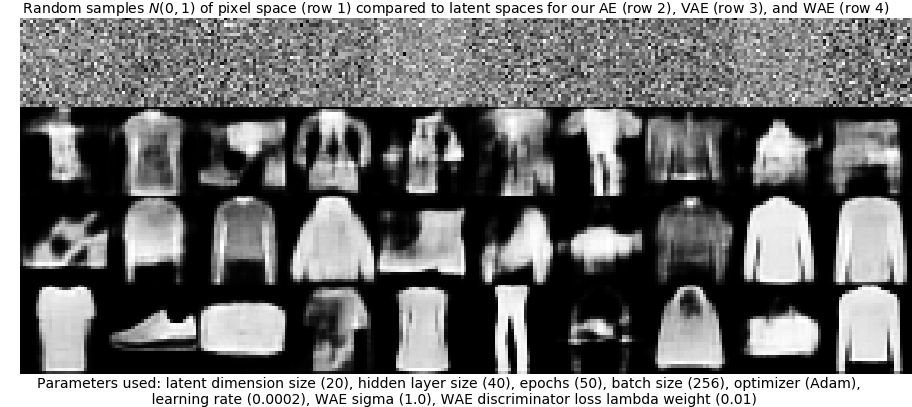 Random samples N(0, 1) of pixel space (row 1) compared to latent spaces for our AE (row 2), VAE (row 3), and WAE (row 4)
Parameters used: latent dimension size (20), hidden layer size (40), epochs (50), batch size (256), optimizer (Adam),
learning rate (0.0002), WAE sigma (1.0), WAE discriminator loss lambda weight (0.01)